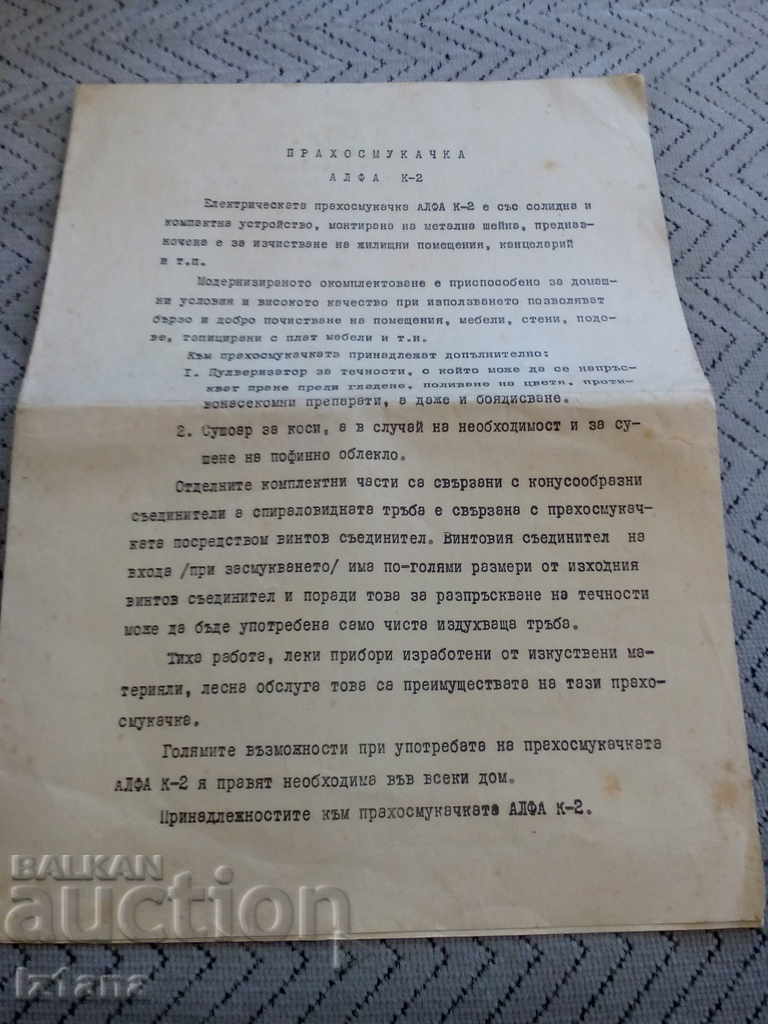 ПРАХОСМУКАЧКА
АЛФА К-2
Електрическата прахосмукачка АЛФА К-2 е със солидна и
компактна устройство, монтирана на метална шейна, предназ-
начена е за изчистване на жилищни помещения, канцеларий
и т.п.
Модернизираното окомплектоване е приспособено за домаш-
ни условия и високото качество при използването позволяват
бързо и добро почистване на помещения, мебели, стени, подо-
ве, тапицирани с плат мебели и т.н.
Към прахосмукачката принадлежат допълнително:
I. Пулверизатор за течности, с който може да се напръс-
кват пране преди гладене, поливане на цветя, проти-
вонасекомни препарати, а даже и боядисване.
2. Сушоар за коси, а в случай на необходимост и за су-
шене на пофинно облекло.
Отделните комплектни части са свързани с конусообразни
съединители а спираловидната тръба е свързана с прахосмукач-
ката посредством винтов съединител. Винтовия съединител на
входа /при засмукването/ има по-голями размери от изходния
винтов съединител и поради това за разпръскване на течности
може да бъде употребена само чиста издухваща тръба.
Тиха работа, леки прибори изработени от изкуствени ма-
териали, лесна обслуга това са преимуществата на тази прахо-
смукачка.
Голямите възможности при употребата на прахосмукачката
АЛФА К-2 я правят необходима във всеки дом.
Принадлежностите към прахосмукачката АЛФА К-2.
BALKAN
auction
Iztana